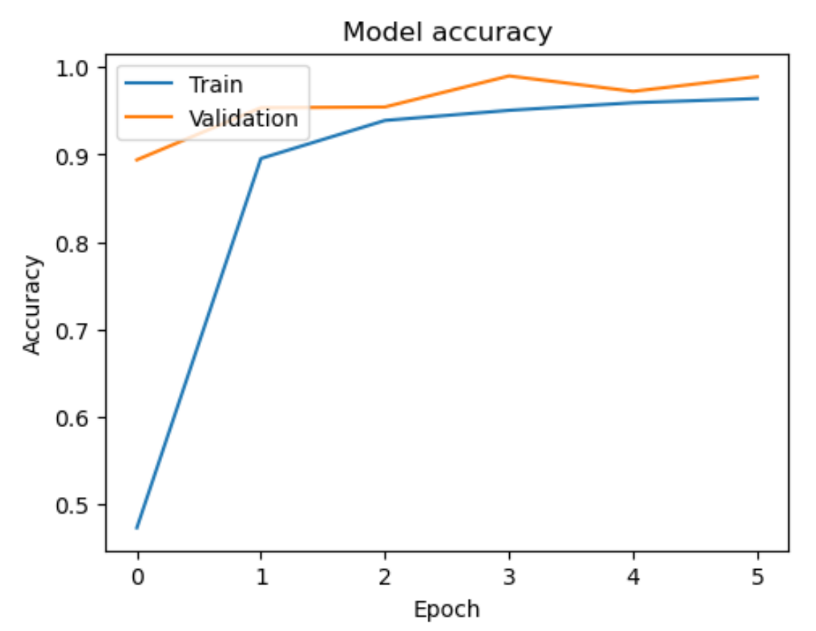 Model accuracy
1.0
0.9
0.8
0.7
0.6
0.5
Accuracy
Train
Validation
0 1 2 3 4 5
Epoch